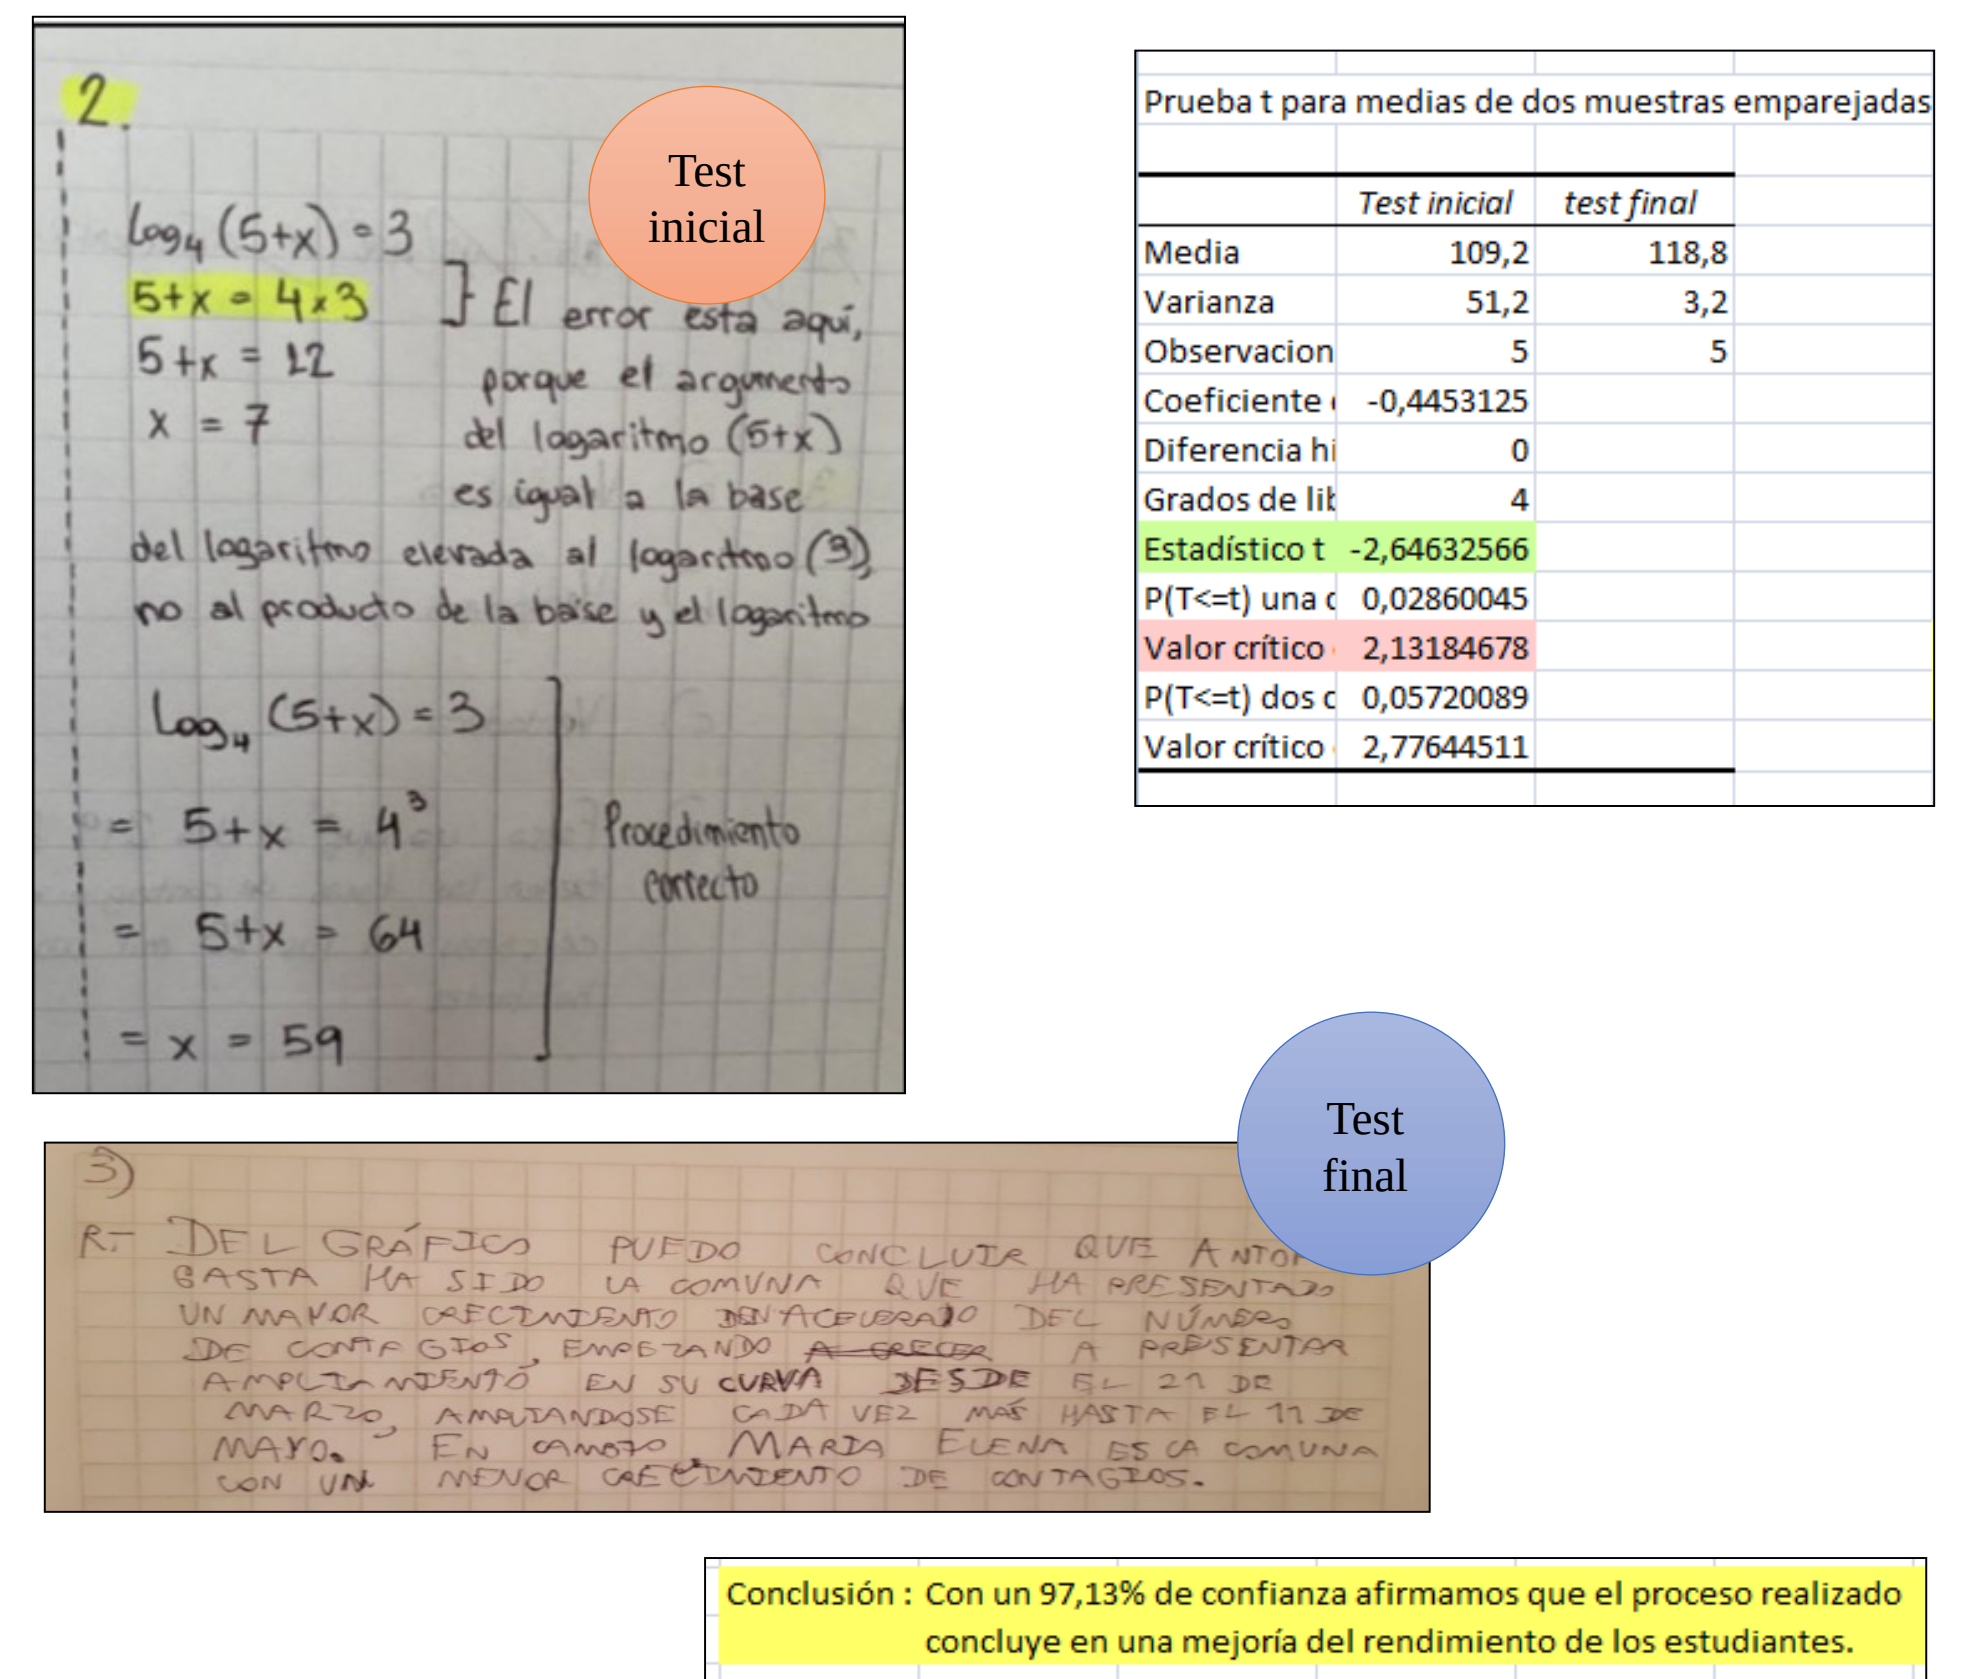 2.
Test
inicial
log₄ (5+x) = 3
5+x = 4x3
5+x = 12
x = 7
El error esta aquí,
porque el argumento
del logaritmo (5+x)
es igual a la base
del logaritmo elevada al logaritmo (3),
no al producto de la base y el logaritmo
Log₄ (5+x) = 3
= 5+x = 4³
= 5+x = 64
= x = 59
Procedimiento
correcto
Prueba t para medias de dos muestras emparejadas
Test inicial test final
Media 109,2 118,8
Varianza 51,2 3,2
Observacion 5 5
Coeficiente -0,4453125
Diferencia hi 0
Grados de lib 4
Estadístico t -2,64632566
P(T<=t) una c 0,02860045
Valor crítico 2,13184678
P(T<=t) dos c 0,05720089
Valor crítico 2,77644511
Test
final
3)
R.- DEL GRÁFICO PUEDO CONCLUIR QUE ANTOF
GASTA HA SIDO LA COMUNA QUE HA PRESENTADO
UN MAYOR CRECIMIENTO DEL NÚMERO
DE CONTAGIOS, EMPEZANDO A CRECER A PRESENTAR
AMPLIAMIENTO EN SU CURVA DESDE EL 21 DE
MARZO, AMPLIANDOSE CADA VEZ MÁS HASTA EL 11 DE
MAYO. EN CAMBIO, MARIA ELENA ES LA COMUNA
CON UN MENOR CRECIMIENTO DE CONTAGIOS.
Conclusión : Con un 97,13% de confianza afirmamos que el proceso realizado
concluye en una mejoría del rendimiento de los estudiantes.